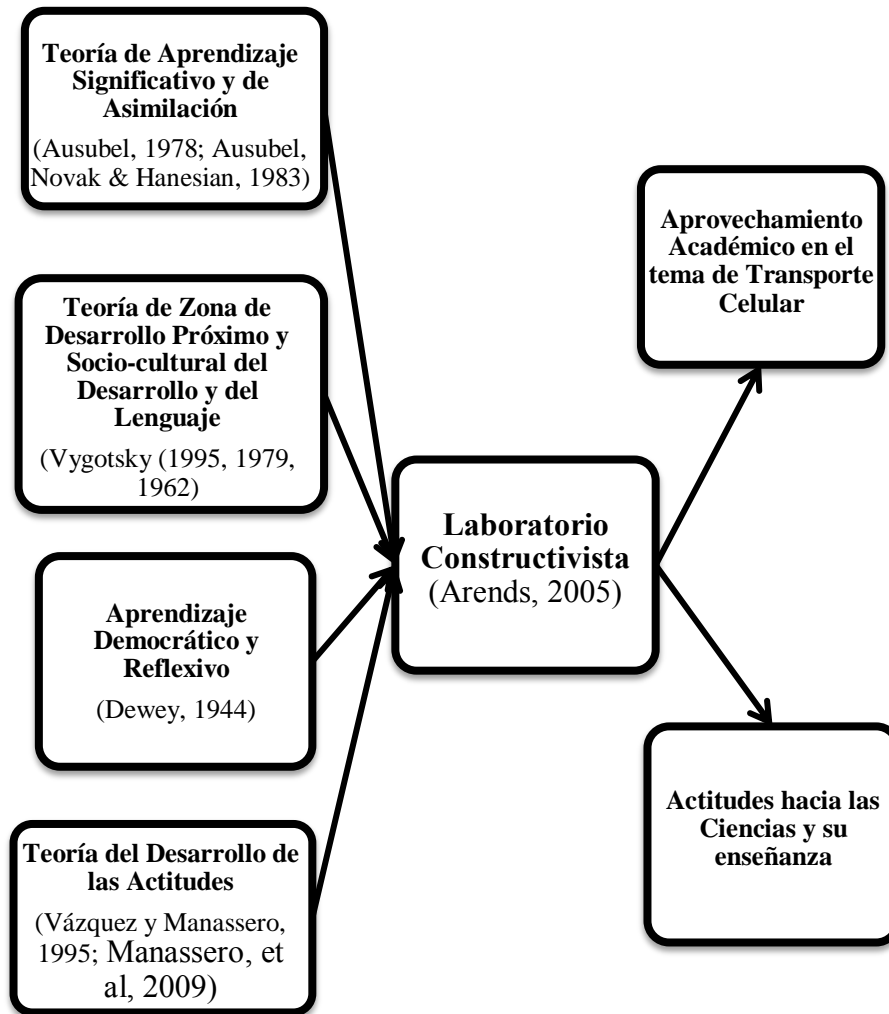 Teoría de Aprendizaje
Significativo y de
Asimilación
(Ausubel, 1978; Ausubel,
Novak & Hanesian, 1983)
Teoría de Zona de
Desarrollo Próximo y
Socio-cultural del
Desarrollo y del
Lenguaje
(Vygotsky (1995, 1979,
1962)
Aprendizaje
Democrático y
Reflexivo
(Dewey, 1944)
Teoría del Desarrollo de
las Actitudes
(Vázquez y Manassero,
1995; Manassero, et
al, 2009)
Laboratorio
Constructivista
(Arends, 2005)
Aprovechamiento
Académico en el
tema de Transporte
Celular
Actitudes hacia las
Ciencias y su
enseñanza